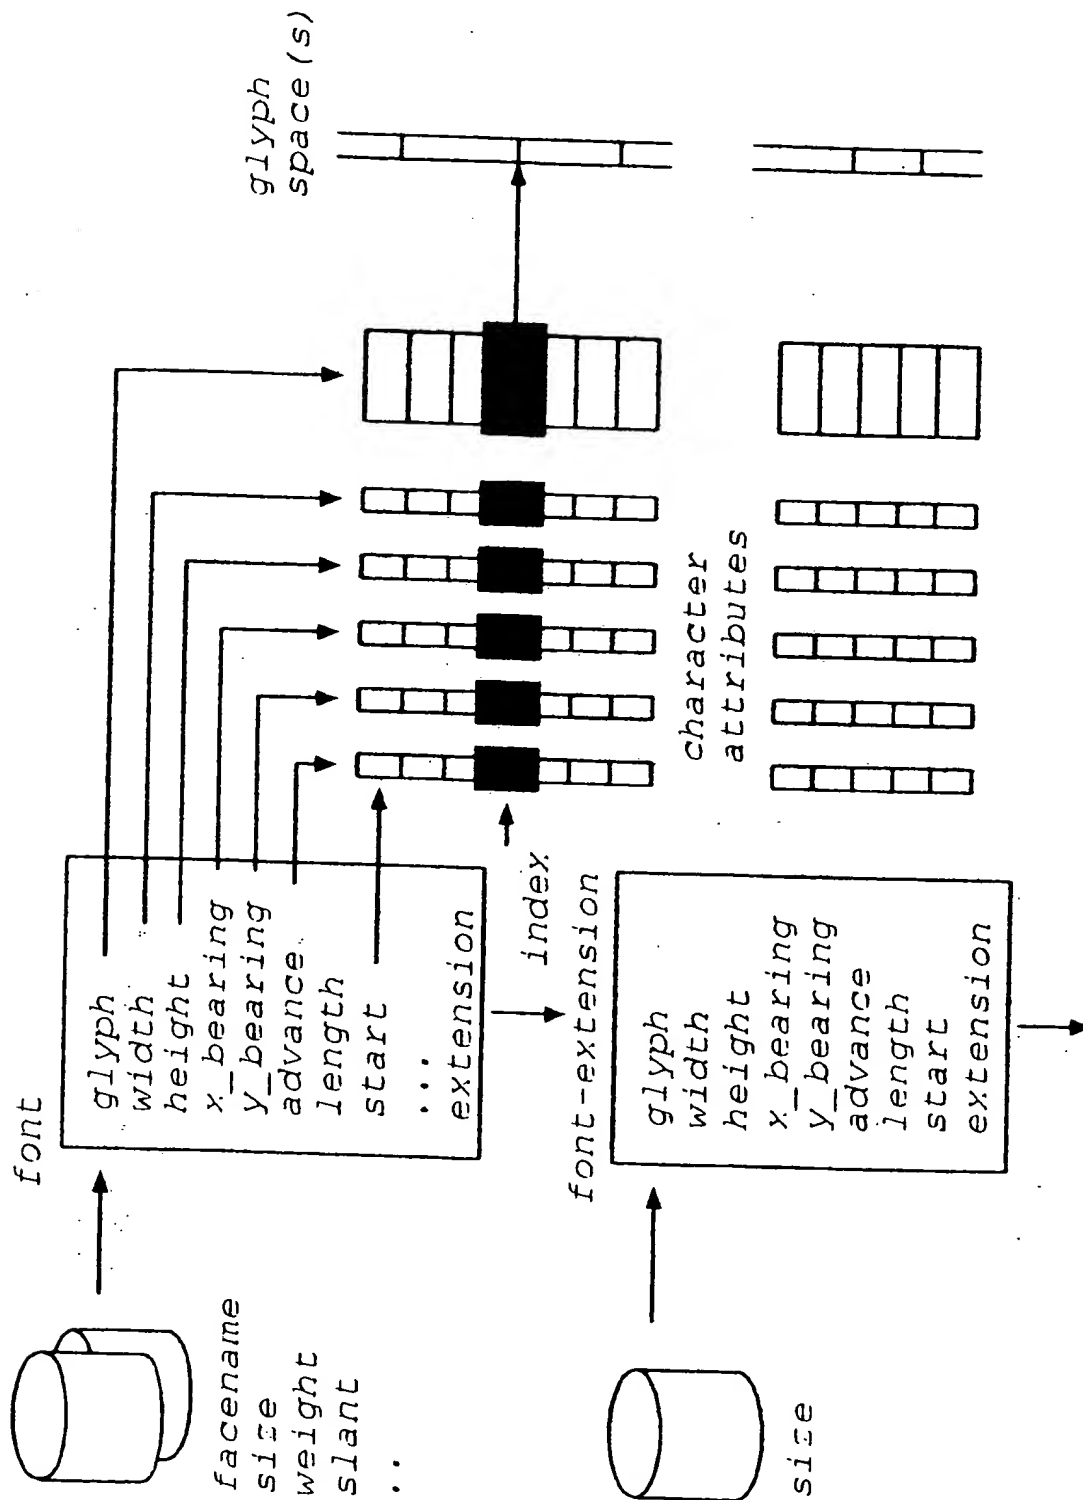 glyph
space(s)
font
glyph
width
height
x_bearing
y_bearing
advance
length
start
...
extension
index
character
attributes
facename
size
weight
slant
..
font-extension
glyph
width
height
x_bearing
y_bearing
advance
length
start
extension
size